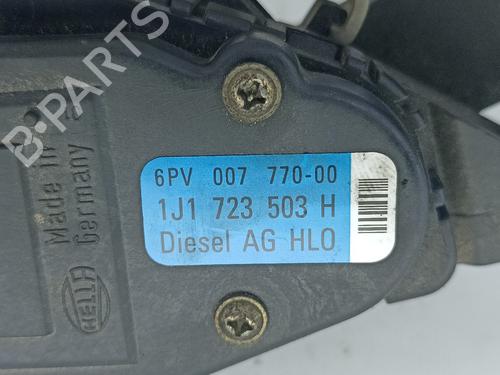 B-PARTS
Made in
Germany
HELLA
6PV 007 770-00
1J1 723 503 H
Diesel AG HLO